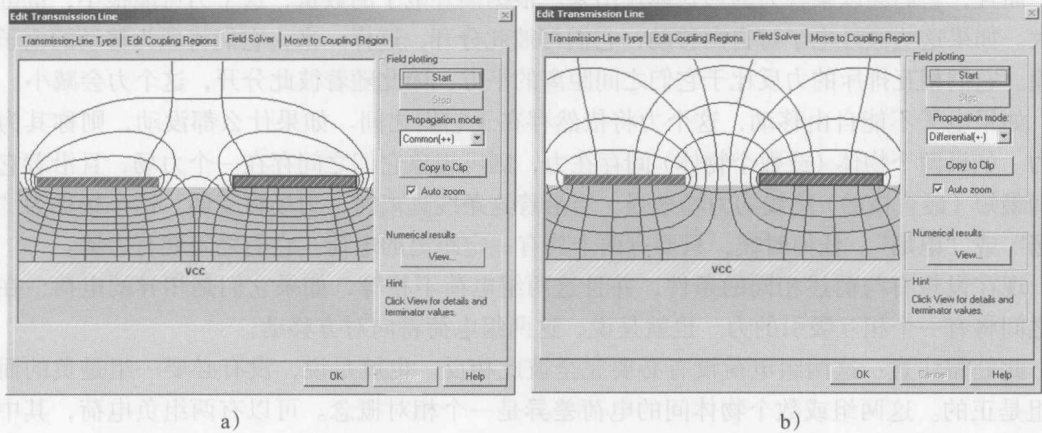 Edit Transmission Line
Transmission-Line Type | Edit Coupling Regions | Field Solver | Move to Coupling Region
Field plotting
Start
Stop
Propagation mode:
Common(++)
Copy to Clip
Auto zoom
Numerical results
View...
VCC
Hint
Click View for details and
terminator values.
OK
Cancel
Help
a)
Edit Transmission Line
Transmission-Line Type | Edit Coupling Regions | Field Solver | Move to Coupling Region
Field plotting
Start
Stop
Propagation mode:
Differential(+-)
Copy to Clip
Auto zoom
Numerical results
View...
VCC
Hint
Click View for details and
terminator values.
OK
Cancel
Help
b)